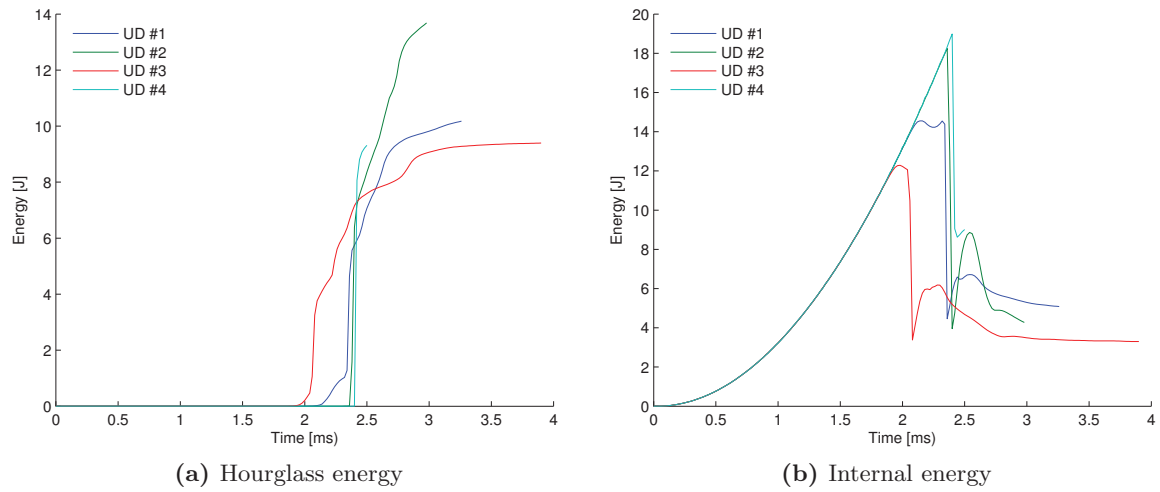 14
12
10
8
6
4
2
0
Energy [J]
UD #1
UD #2
UD #3
UD #4
0 0.5 1 1.5 2 2.5 3 3.5 4
Time [ms]
(a) Hourglass energy
20
18
16
14
12
10
8
6
4
2
0
Energy [J]
UD #1
UD #2
UD #3
UD #4
0 0.5 1 1.5 2 2.5 3 3.5 4
Time [ms]
(b) Internal energy